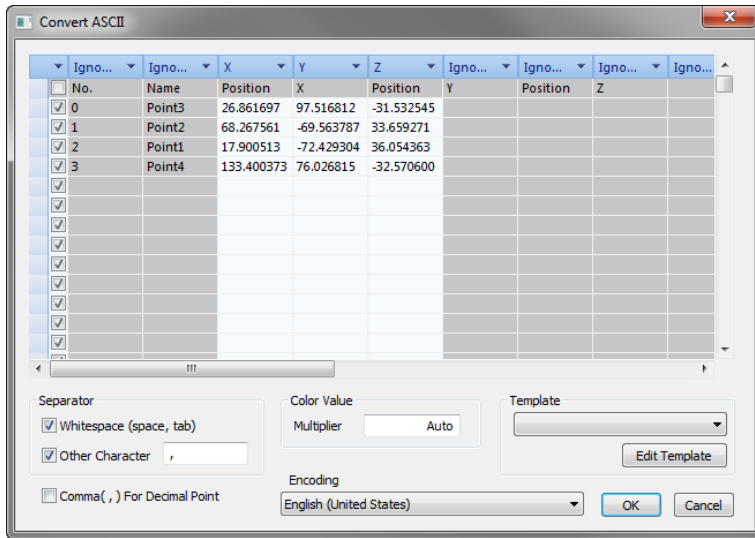 Convert ASCII
Igno... Igno... X Y Z Igno... Igno... Igno... Igno...
No. Name Position X Position Y Position Z
0 Point3 26.861697 97.516812 -31.532545
1 Point2 68.267561 -69.563787 33.659271
2 Point1 17.900513 -72.429304 36.054363
3 Point4 133.400373 76.026815 -32.570600
Separator Color Value Template
Whitespace (space, tab) Multiplier Auto
Other Character , Edit Template
Encoding
Comma( , ) For Decimal Point English (United States) OK Cancel